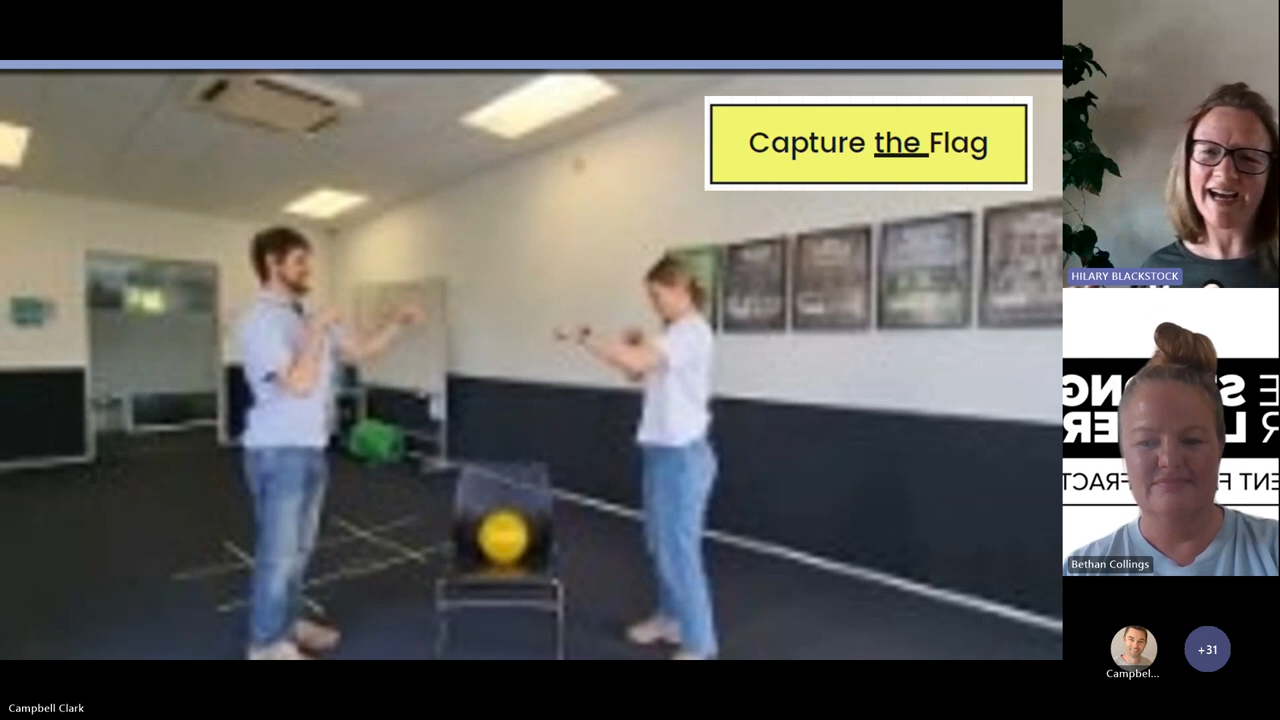 Capture the Flag
HILARY BLACKSTOCK
Bethan Collings
Campbel...
+31
Campbell Clark